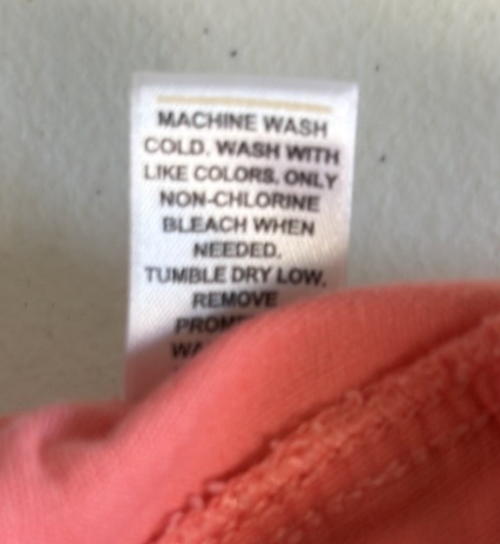 MACHINE WASH
COLD. WASH WITH
LIKE COLORS. ONLY
NON-CHLORINE
BLEACH WHEN
NEEDED.
TUMBLE DRY LOW.
REMOVE